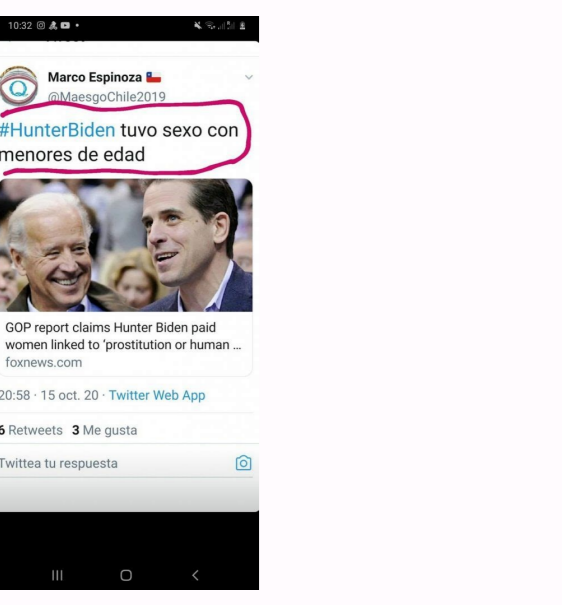 10:32
Marco Espinoza 🇨🇱
@MaesgoChile2019
#HunterBiden tuvo sexo con
menores de edad
GOP report claims Hunter Biden paid
women linked to 'prostitution or human ...
foxnews.com
20:58 · 15 oct. 20 · Twitter Web App
6 Retweets 3 Me gusta
Twittea tu respuesta